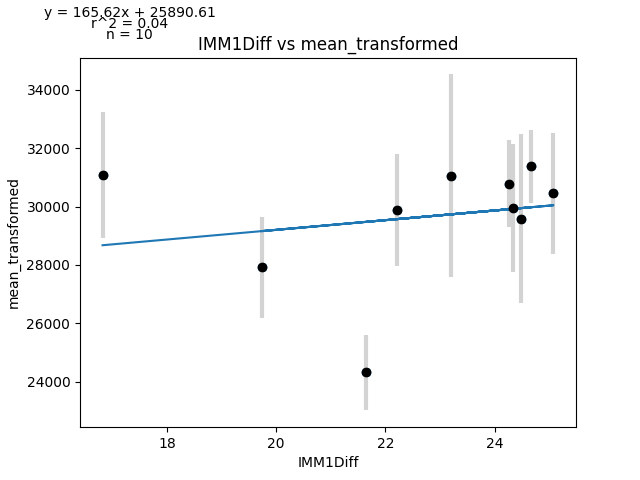 y = 165.62x + 25890.61
r^2 = 0.04
n = 10
IMM1Diff vs mean_transformed
34000
32000
30000
28000
26000
24000
mean_transformed
18
20
22
24
IMM1Diff